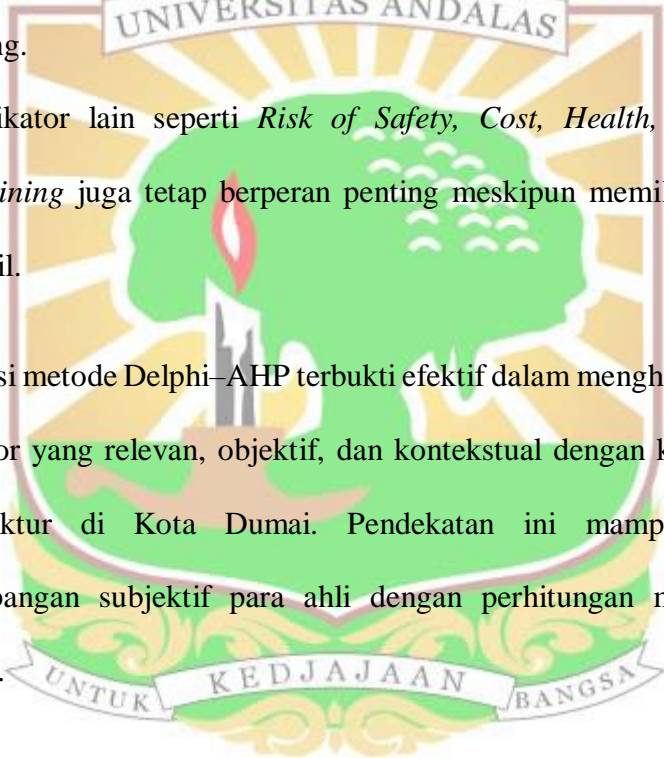 UNIVERSITAS ANDALAS
ng.
ikator lain seperti Risk of Safety, Cost, Health,
ining juga tetap berperan penting meskipun memil
il.
si metode Delphi–AHP terbukti efektif dalam mengh
or yang relevan, objektif, dan kontekstual dengan k
ktur di Kota Dumai. Pendekatan ini mamp
bangan subjektif para ahli dengan perhitungan m
.
UNTUK KEDJAJAAN BANGSA